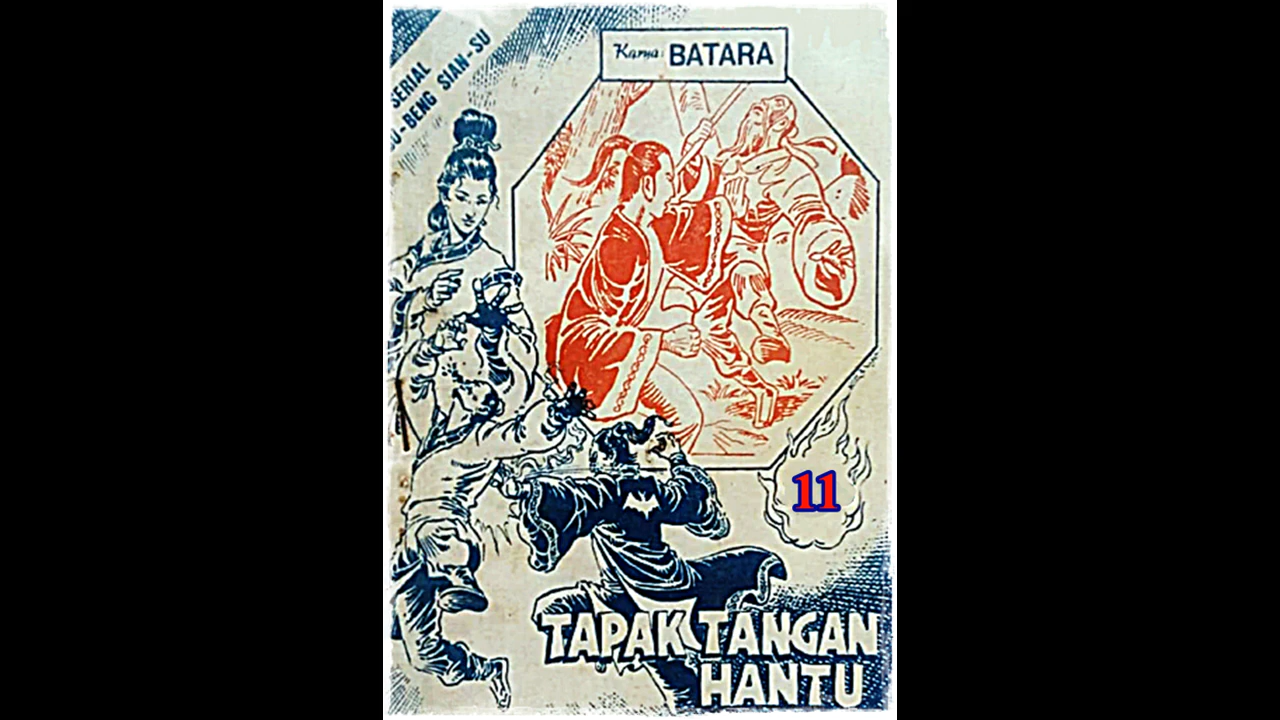 SERIAL
-BENG SIAN-SU
Karya: BATARA
11
TAPAK TANGAN
HANTU